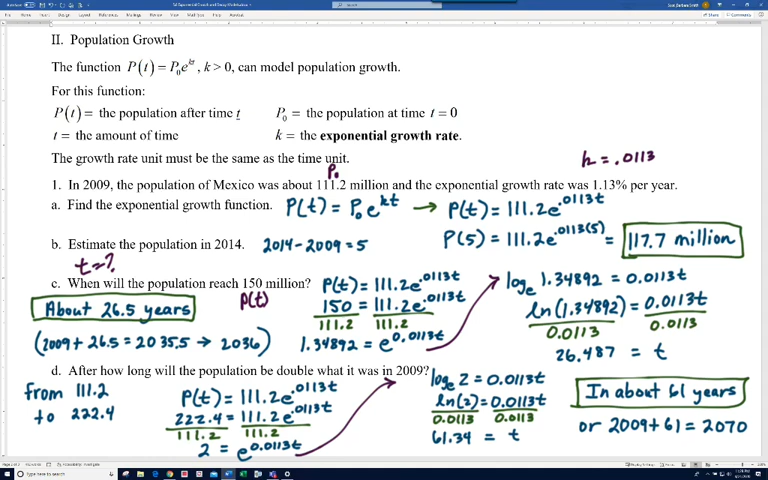 II. Population Growth
The function P(t) = P₀e^{kt}, k > 0, can model population growth.
For this function:
P(t) = the population after time t    P₀ = the population at time t = 0
t = the amount of time    k = the exponential growth rate.
The growth rate unit must be the same as the time unit.
k = .0113
P₀
1. In 2009, the population of Mexico was about 111.2 million and the exponential growth rate was 1.13% per year.
a. Find the exponential growth function. P(t) = P₀e^{kt} → P(t) = 111.2e^{.0113t}
b. Estimate the population in 2014. 2014-2009=5    P(5) = 111.2e^{.0113(5)} = 117.7 million
t=?
c. When will the population reach 150 million?
P(t)
P(t) = 111.2e^{.0113t}
150 = 111.2e^{.0113t}
111.2    111.2
1.34892 = e^{0.0113t}
logₑ 1.34892 = 0.0113t
ln(1.34892) = 0.0113t
0.0113    0.0113
26.487 = t
About 26.5 years
(2009 + 26.5 = 2035.5 → 2036)
d. After how long will the population be double what it was in 2009?
from 111.2
to 222.4
P(t) = 111.2e^{.0113t}
222.4 = 111.2e^{.0113t}
111.2    111.2
2 = e^{0.0113t}
logₑ 2 = 0.0113t
ln(2) = 0.0113t
0.0113    0.0113
61.34 = t
In about 61 years
or 2009+61 = 2070